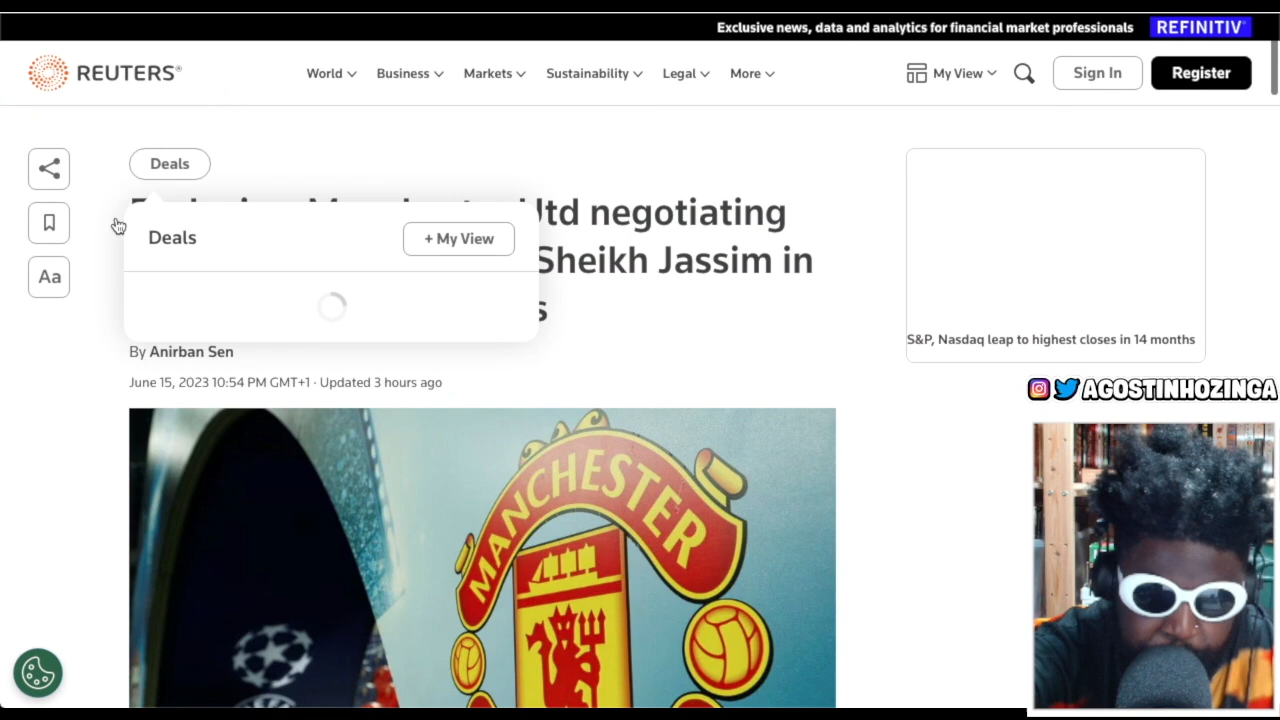 Exclusive news, data and analytics for financial market professionals REFINITIV
REUTERS® World Business Markets Sustainability Legal More My View Sign In Register
Deals
Utd negotiating
Sheikh Jassim in
s
Deals + My View
By Anirban Sen
June 15, 2023 10:54 PM GMT+1 · Updated 3 hours ago
Aa
S&P, Nasdaq leap to highest closes in 14 months
AGOSTINHOZINGA
MANCHESTER